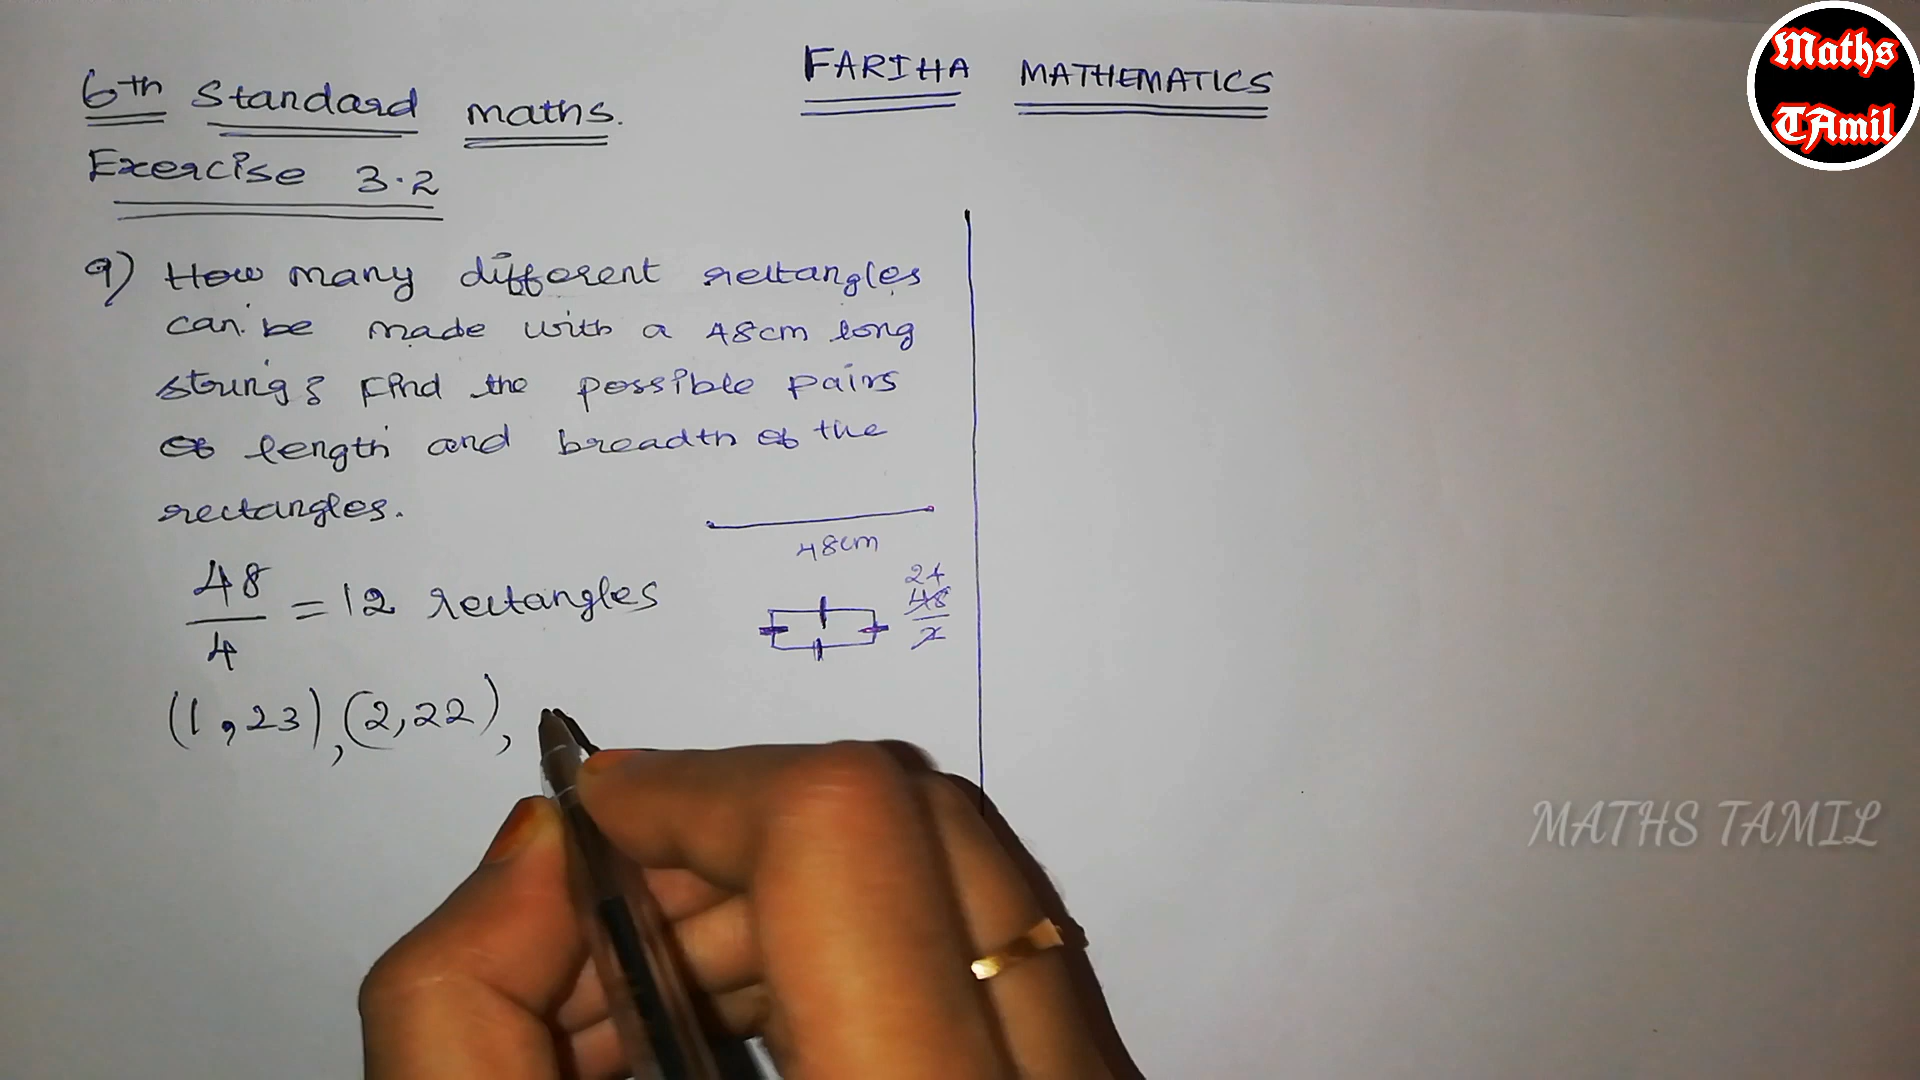 6th Standard maths.
FARIHA MATHEMATICS
Maths
TAmil
Exercise 3.2
9) How many different rectangles
can be made with a 48cm long
string? Find the possible pairs
of length and breadth of the
rectangles.
48cm
48/4 = 12 rectangles
24
48/2
(1,23), (2,22),
MATHS TAMIL